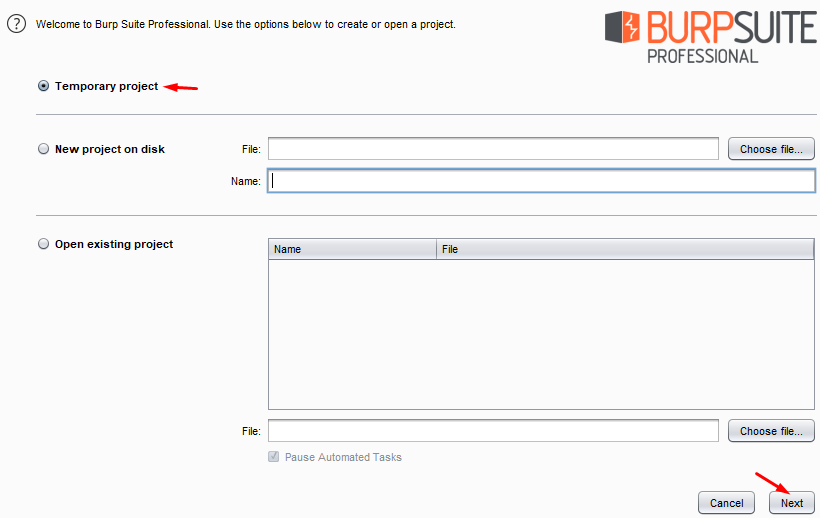 ? Welcome to Burp Suite Professional. Use the options below to create or open a project.
BURPSUITE
PROFESSIONAL
Temporary project
New project on disk File: Choose file...
Name:
Open existing project Name File
File: Choose file...
Pause Automated Tasks
Cancel Next